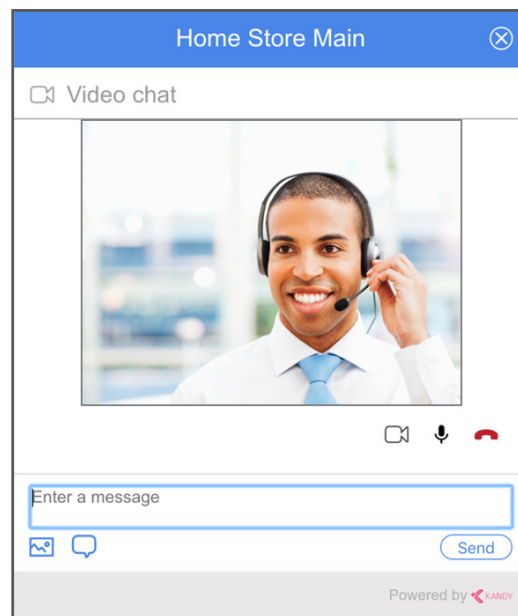 Home Store Main
Video chat
Enter a message
Send
Powered by KANDY